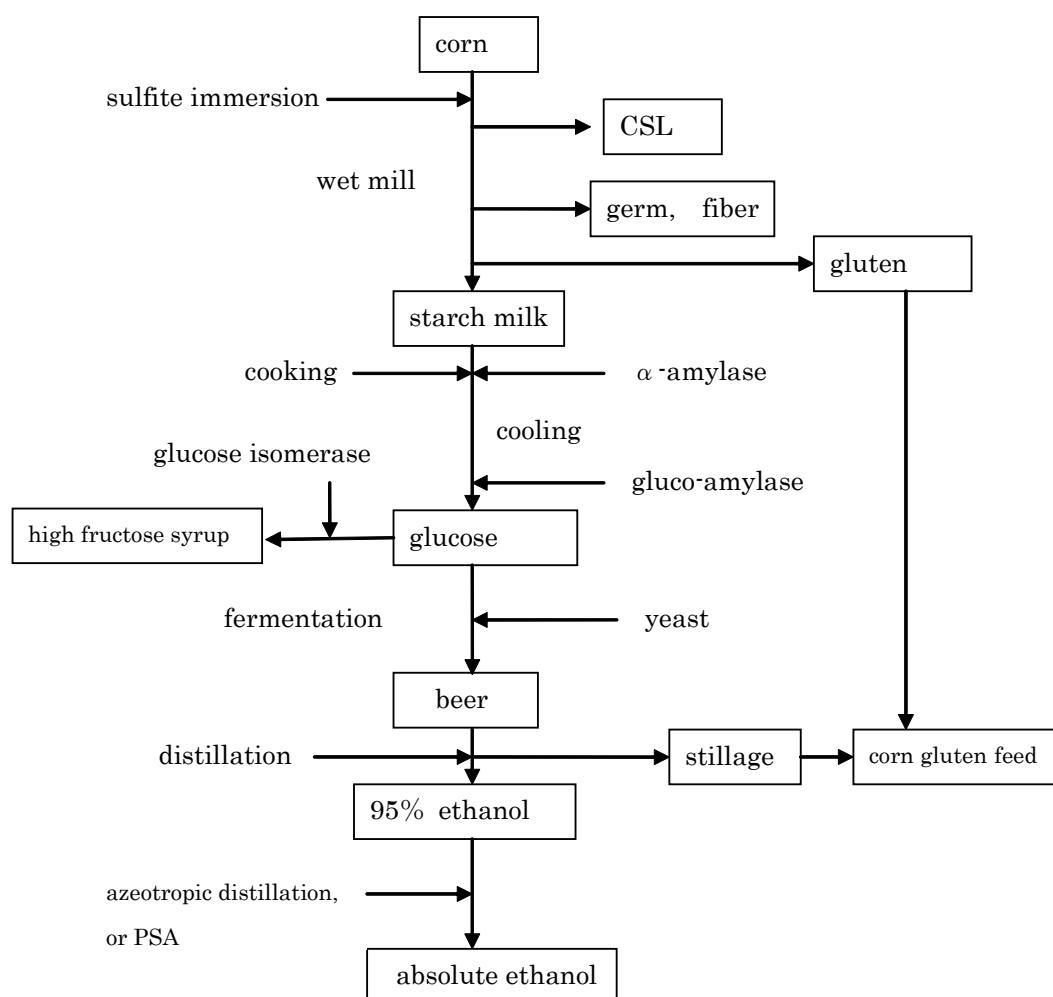 corn
sulfite immersion
CSL
wet mill
germ, fiber
gluten
starch milk
cooking
α-amylase
cooling
glucose isomerase
gluco-amylase
high fructose syrup
glucose
fermentation
yeast
beer
distillation
stillage
corn gluten feed
95% ethanol
azeotropic distillation,
or PSA
absolute ethanol